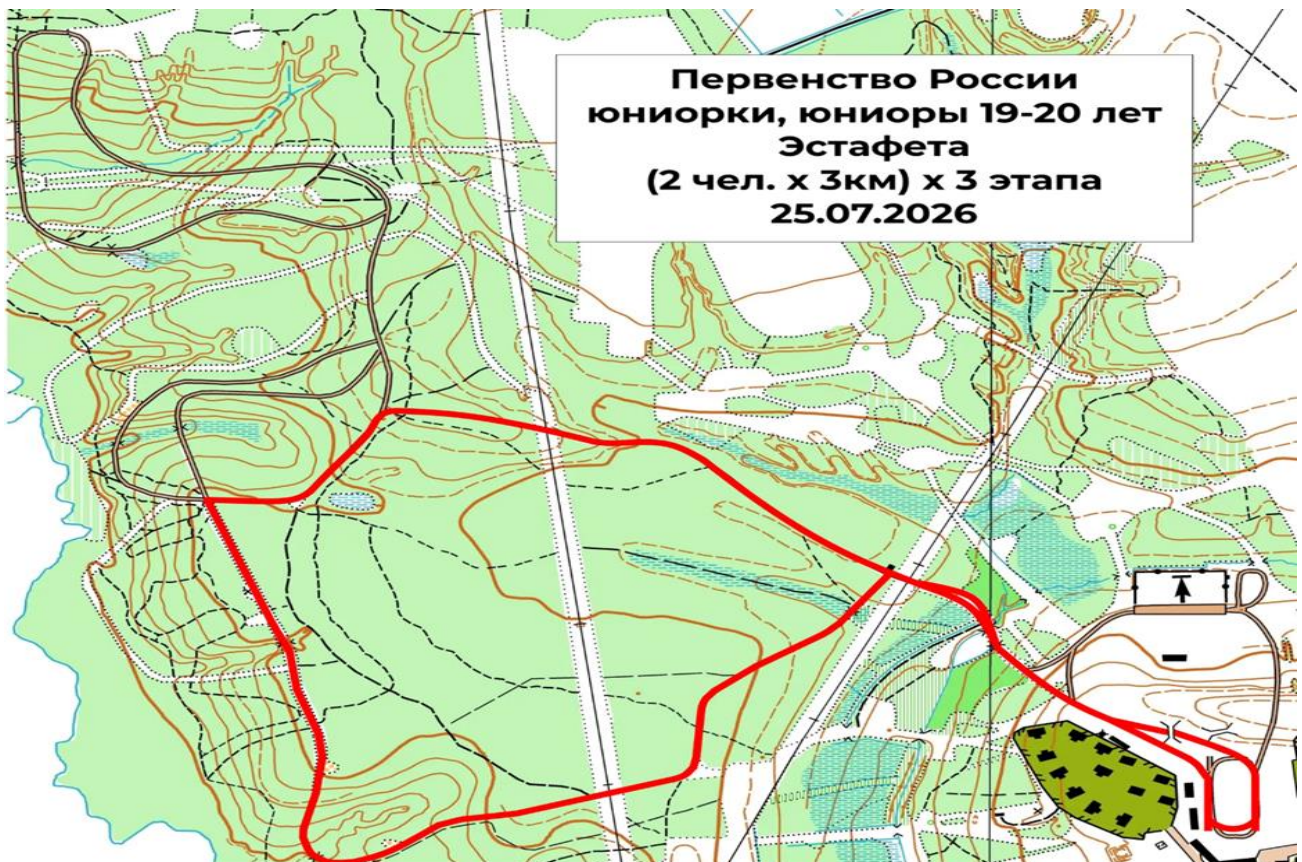 Первенство России
юниорки, юниоры 19-20 лет
Эстафета
(2 чел. х 3км) х 3 этапа
25.07.2026